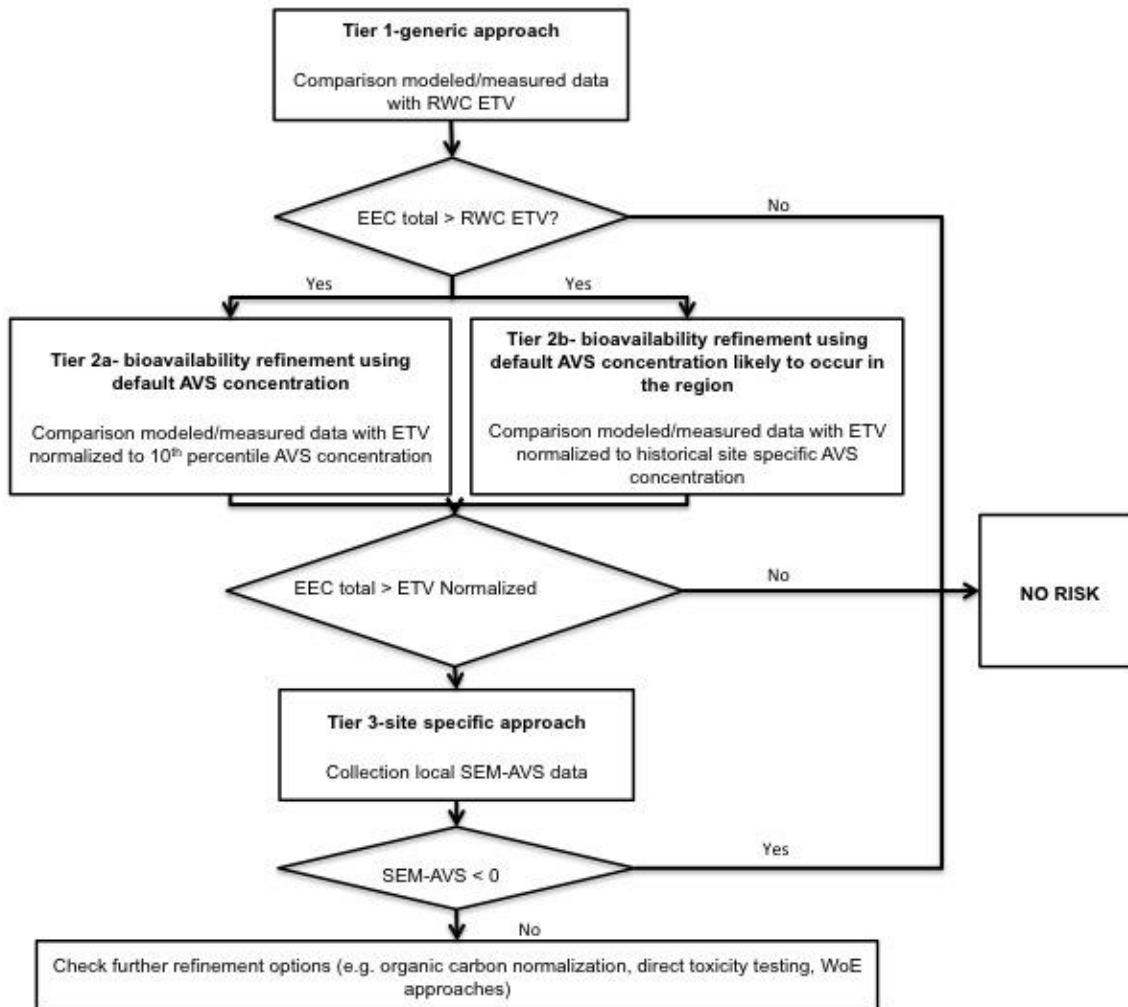 Tier 1-generic approach
Comparison modeled/measured data
with RWC ETV
EEC total > RWC ETV?
No
Yes
Yes
Tier 2a- bioavailability refinement using
default AVS concentration
Comparison modeled/measured data with ETV
normalized to 10th percentile AVS concentration
Tier 2b- bioavailability refinement using
default AVS concentration likely to occur in
the region
Comparison modeled/measured data with ETV
normalized to historical site specific AVS
concentration
EEC total > ETV Normalized
No
NO RISK
Tier 3-site specific approach
Collection local SEM-AVS data
SEM-AVS < 0
Yes
No
Check further refinement options (e.g. organic carbon normalization, direct toxicity testing, WoE
approaches)